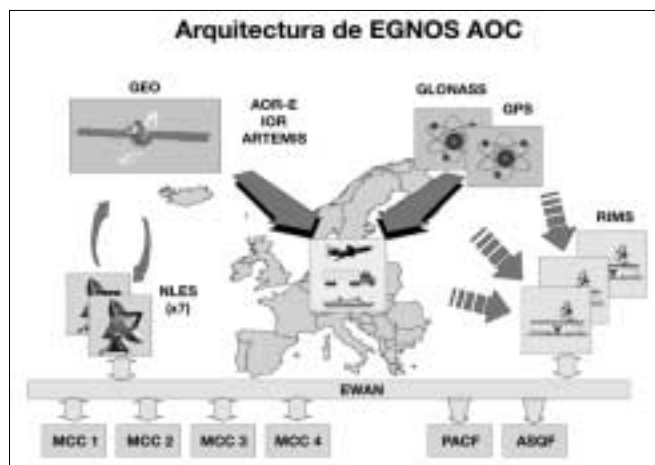 Arquitectura de EGNOS AOC
GEO
AOR-E
IOR
ARTEMIS
GLONASS
GPS
RIMS
NLES
(x7)
EWAN
MCC 1
MCC 2
MCC 3
MCC 4
PACF
ASQF